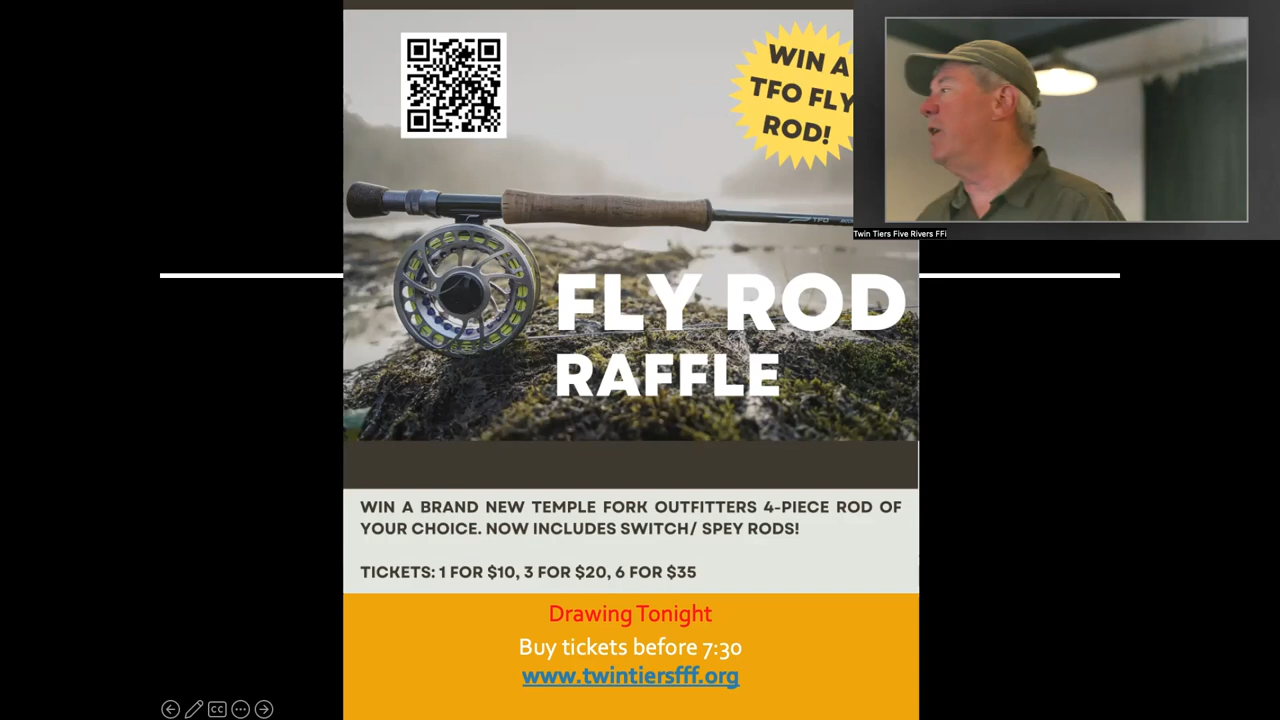 WIN A
TFO FLY
ROD!
TFO
Twin Tiers Five Rivers FFi
FLY ROD
RAFFLE
WIN A BRAND NEW TEMPLE FORK OUTFITTERS 4-PIECE ROD OF
YOUR CHOICE. NOW INCLUDES SWITCH/ SPEY RODS!
TICKETS: 1 FOR $10, 3 FOR $20, 6 FOR $35
Drawing Tonight
Buy tickets before 7:30
www.twintiersfff.org
CC